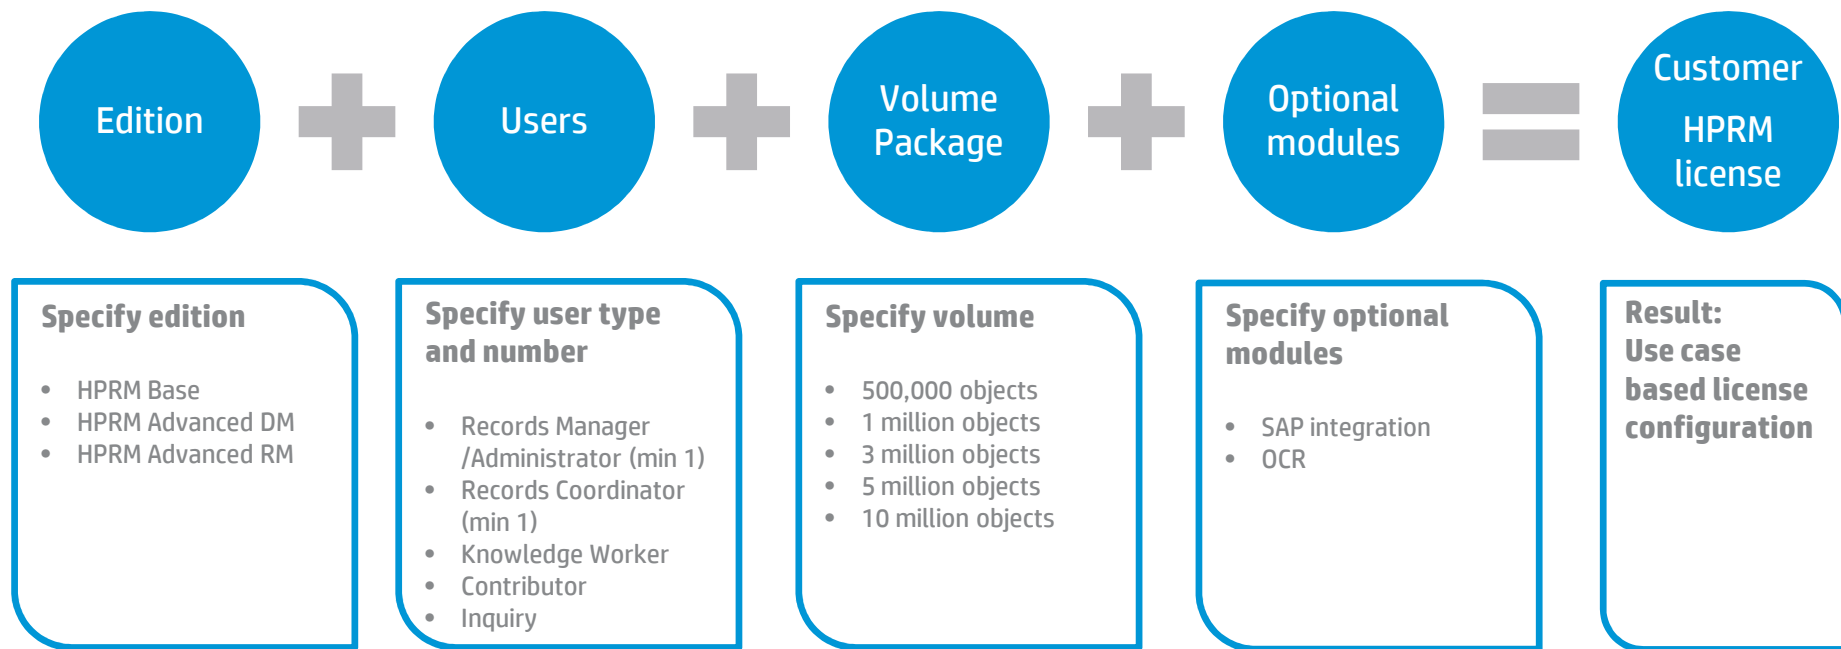 Edition
Users
Volume
Package
Optional
modules
Customer
HPRM
license
Specify edition
• HPRM Base
• HPRM Advanced DM
• HPRM Advanced RM
Specify user type
and number
• Records Manager
/Administrator (min 1)
• Records Coordinator
(min 1)
• Knowledge Worker
• Contributor
• Inquiry
Specify volume
• 500,000 objects
• 1 million objects
• 3 million objects
• 5 million objects
• 10 million objects
Specify optional
modules
• SAP integration
• OCR
Result:
Use case
based license
configuration